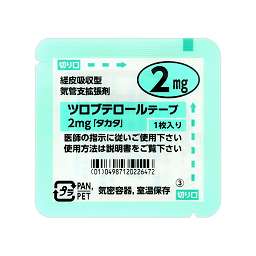 切り口
経皮吸収型
気管支拡張剤
2mg
ツロブテロールテープ
2mg「タカタ」
1枚入り
医師の指示に従いご使用下さい
使用方法は説明書をご覧下さい
(01)04987120226472
③
切り口
プラ
PAN,
PET
気密容器,室温保存